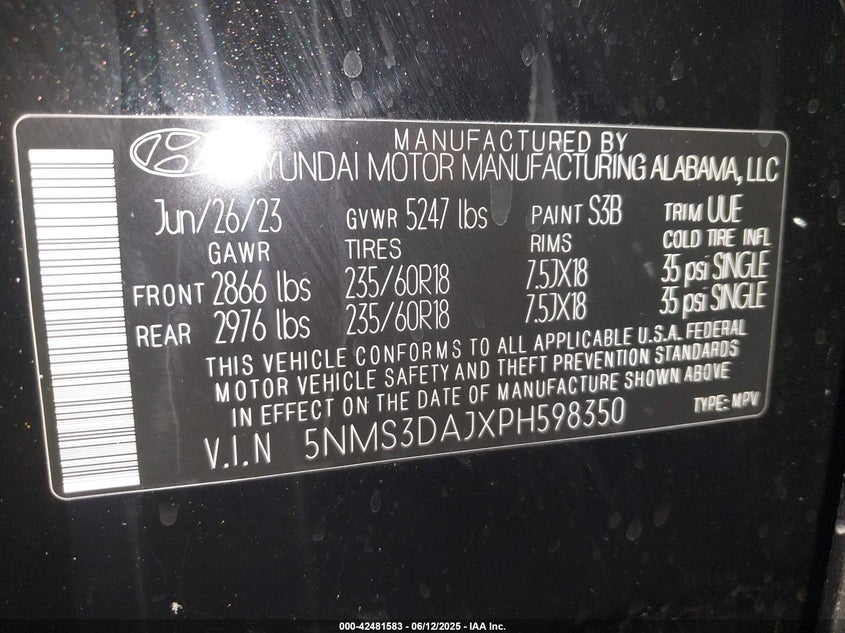 MANUFACTURED BY
HYUNDAI MOTOR MANUFACTURING ALABAMA, LLC
Jun/26/23 GVWR 5247 lbs PAINT S3B TRIM UUE
GAWR TIRES RIMS COLD TIRE INFL
FRONT 2866 lbs 235/60R18 7.5JX18 35 psi SINGLE
REAR 2976 lbs 235/60R18 7.5JX18 35 psi SINGLE
THIS VEHICLE CONFORMS TO ALL APPLICABLE U.S.A. FEDERAL
MOTOR VEHICLE SAFETY AND THEFT PREVENTION STANDARDS
IN EFFECT ON THE DATE OF MANUFACTURE SHOWN ABOVE
V.I.N 5NMS3DAJXPH598350 TYPE: MPV
000-42481583 - 06/12/2025 - IAA Inc.